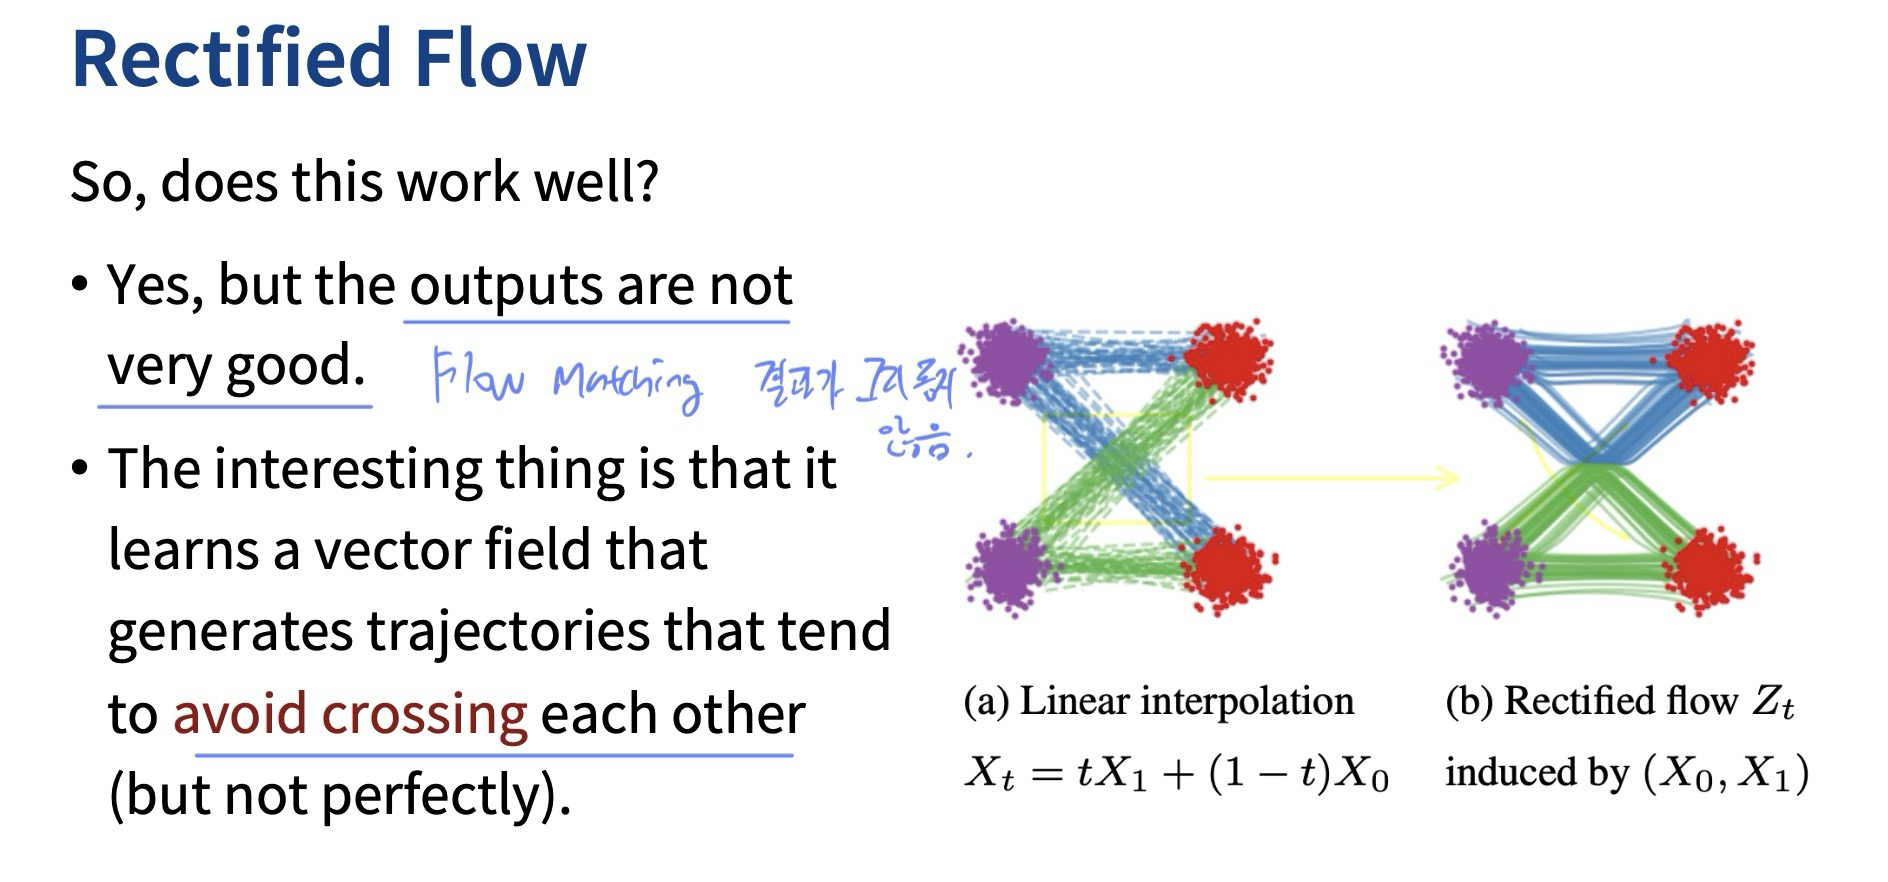 Rectified Flow
So, does this work well?
• Yes, but the outputs are not
very good.
Flow Matching 결과가 그리 좋지
않음.
• The interesting thing is that it
learns a vector field that
generates trajectories that tend
to avoid crossing each other
(but not perfectly).
(a) Linear interpolation
X_t = tX_1 + (1 − t)X_0
(b) Rectified flow Z_t
induced by (X_0, X_1)